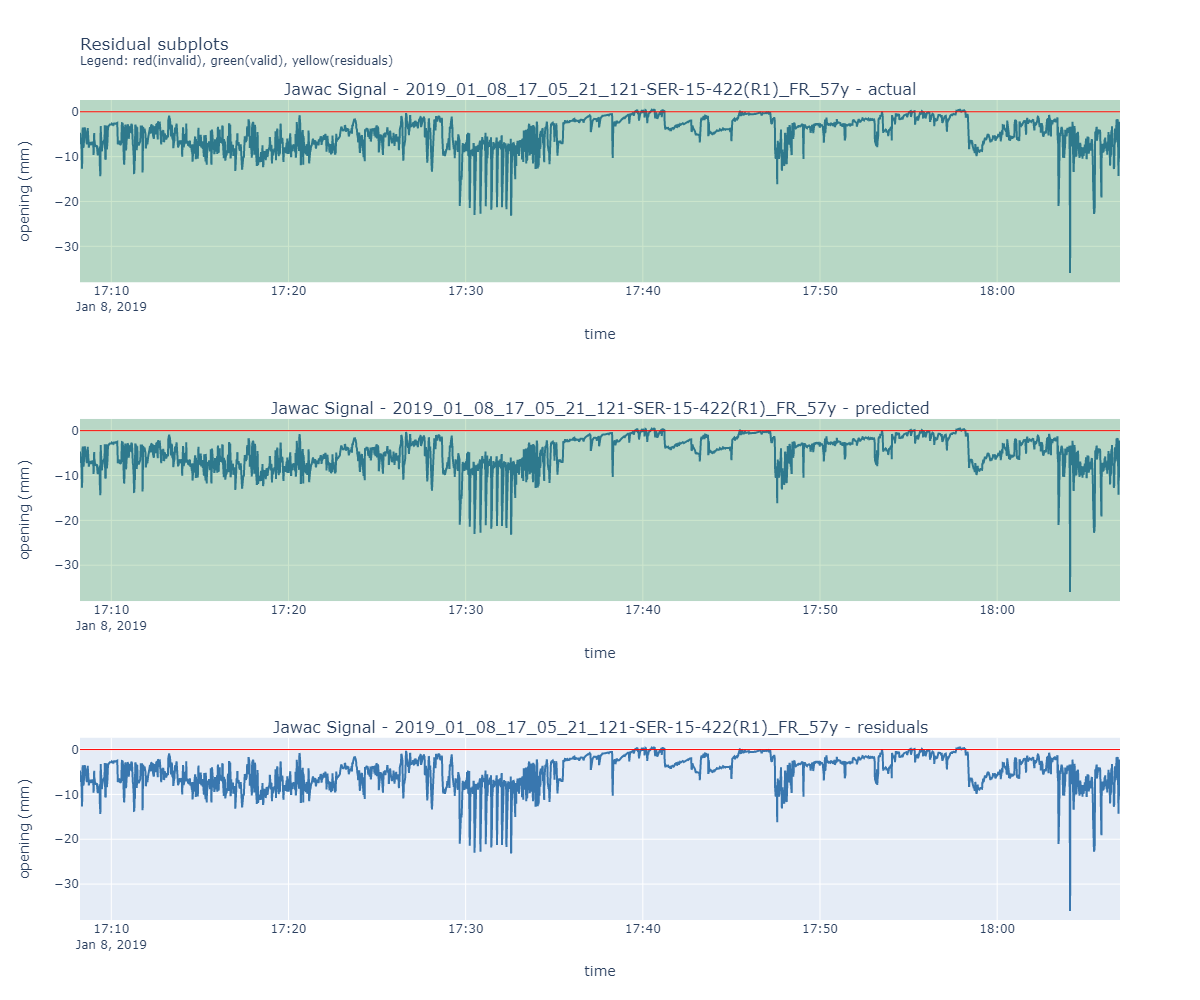 Residual subplots
Legend: red(invalid), green(valid), yellow(residuals)
Jawac Signal - 2019_01_08_17_05_21_121-SER-15-422(R1)_FR_57y - actual
0
−10
−20
−30
opening (mm)
17:10
Jan 8, 2019
17:20
17:30
17:40
17:50
18:00
time
Jawac Signal - 2019_01_08_17_05_21_121-SER-15-422(R1)_FR_57y - predicted
0
−10
−20
−30
opening (mm)
17:10
Jan 8, 2019
17:20
17:30
17:40
17:50
18:00
time
Jawac Signal - 2019_01_08_17_05_21_121-SER-15-422(R1)_FR_57y - residuals
0
−10
−20
−30
opening (mm)
17:10
Jan 8, 2019
17:20
17:30
17:40
17:50
18:00
time